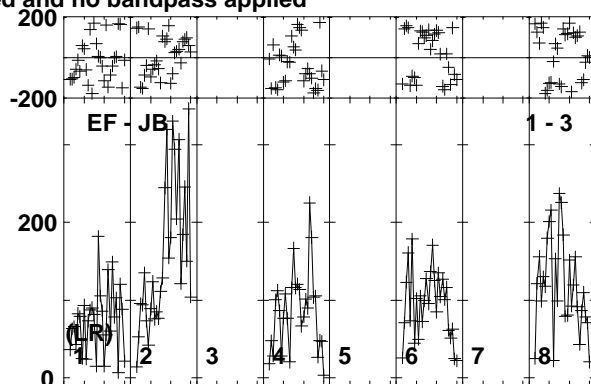 ed and no bandpass applied
200
-200
EF - JB 1 - 3
200
(LR)
1 2 3 4 5 6 7 8
0